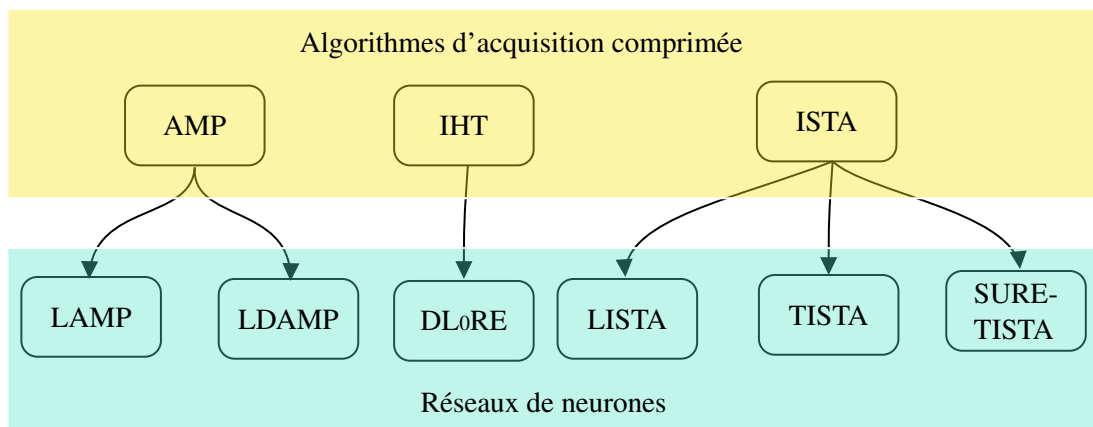 Algorithmes d’acquisition comprimée
AMP
IHT
ISTA
LAMP
LDAMP
DL0RE
LISTA
TISTA
SURE-
TISTA
Réseaux de neurones